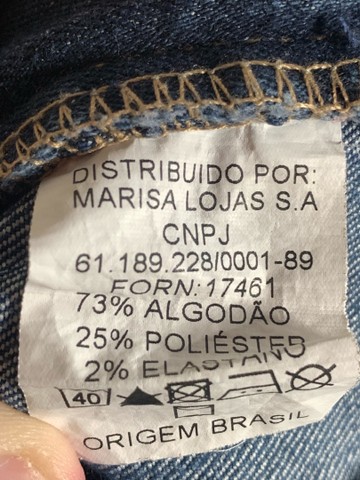 DISTRIBUIDO POR:
MARISA LOJAS S.A
CNPJ
61.189.228/0001-89
FORN:17461
73% ALGODÃO
25% POLIÉSTER
2% ELASTANO
40
ORIGEM BRASIL